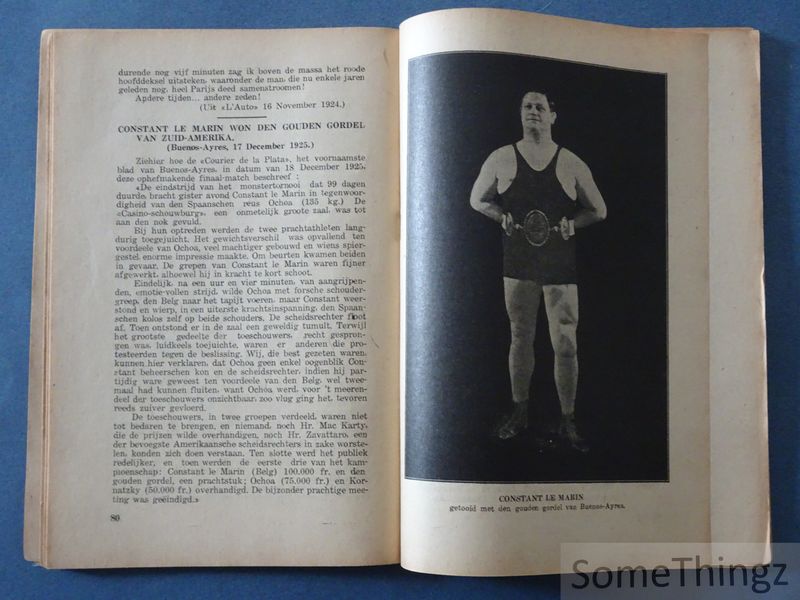 durende nog vijf minuten zag ik boven de massa het roode
hoofddeksel uitsteken, waaronder de man, die nu enkele jaren
geleden nog, heel Parijs deed samenstroomen!
Andere tijden... andere zeden!
(Uit «L'Auto» 16 November 1924.)
CONSTANT LE MARIN WON DEN GOUDEN GORDEL
VAN ZUID-AMERIKA.
(Buenos-Ayres, 17 December 1925.)
Ziehier hoe de «Courier de la Plata», het voornaamste
blad van Buenos-Ayres, in datum van 18 December 1925,
deze ophefmakende finaal-match beschreef :
«De eindstrijd van het monstertornooi dat 99 dagen
duurde, bracht gister avond Constant le Marin in tegenwoor-
digheid van den Spaanschen reus Ochoa (135 kg.) De
«Casino-schouwburg», een onmetelijk groote zaal, was tot
aan den nok gevuld.
Bij hun optreden werden de twee prachtathleten lang-
durig toegejuicht. Het gewichtsverschil was opvallend ten
voordeele van Ochoa, veel machtiger gebouwd en wiens spier-
gestel enorme impressie maakte. Om beurten kwamen beiden
in gevaar. De grepen van Constant le Marin waren fijner
afgewerkt, alhoewel hij in kracht te kort schoot.
Eindelijk, na een uur en vier minuten, van aangrijpen-
den, emotie-vollen strijd, wilde Ochoa met forsche schouder-
greep, den Belg naar het tapijt voeren, maar Constant weer-
stond en wierp, in een uiterste krachtsinspanning, den Spaan-
schen kolos zelf op beide schouders. De scheidsrechter floot
af. Toen ontstond er in de zaal een geweldig tumult. Terwijl
het grootste gedeelte der toeschouwers, recht gespron-
gen was, luidkeels toejuichte, waren er anderen die pro-
testeerden tegen de beslissing. Wij, die best gezeten waren,
kunnen hier verklaren, dat Ochoa geen enkel oogenblik Con-
stant beheerschen kon en de scheidsrechter, indien hij par-
tijdig ware geweest ten voordeele van den Belg, wel twee-
maal had kunnen fluiten, want Ochoa werd, voor 't meeren-
deel der toeschouwers onzichtbaar, zoo vlug ging het, tevoren
reeds zuiver gevloerd.
De toeschouwers, in twee groepen verdeeld, waren niet
tot bedaren te brengen, en niemand, noch Hr. Mac Karty,
die de prijzen wilde overhandigen, noch Hr. Zavattaro, een
der bevoegste Amerikaansche scheidsrechters in zake worste-
len, konden zich doen verstaan. Ten slotte werd het publiek
redelijker, en toen werden de eerste drie van het kam-
pioenschap: Constant le Marin (Belg) 100.000 fr. en den
gouden gordel, een prachtstuk ; Ochoa (75.000 fr.) en Kor-
natzky (50.000 fr.) overhandigd. De bijzonder prachtige mee-
ting was geëindigd.»
80
CONSTANT LE MARIN
getooid met den gouden gordel van Buenos-Ayres.
SomeThingz